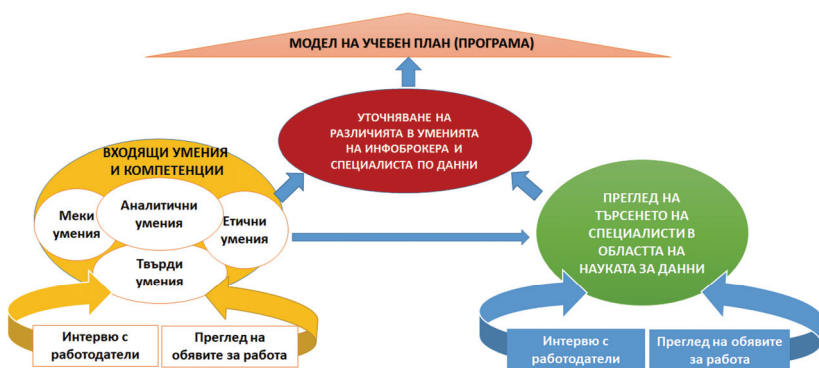 МОДЕЛ НА УЧЕБЕН ПЛАН (ПРОГРАМА)
УТОЧНЯВАНЕ НА
РАЗЛИЧИЯТА В УМЕНИЯТА
НА ИНФОБРОКЕРА И
СПЕЦИАЛИСТА ПО ДАННИ
ВХОДЯЩИ УМЕНИЯ
И КОМПЕТЕНЦИИ
Меки
умения
Аналитични
умения
Етични
умения
Твърди
умения
Интервю с
работодатели
Преглед на
обявите за работа
ПРЕГЛЕД НА
ТЪРСЕНЕТО НА
СПЕЦИАЛИСТИ В
ОБЛАСТТА НА
НАУКАТА ЗА ДАННИ
Интервю с
работодатели
Преглед на обявите
за работа